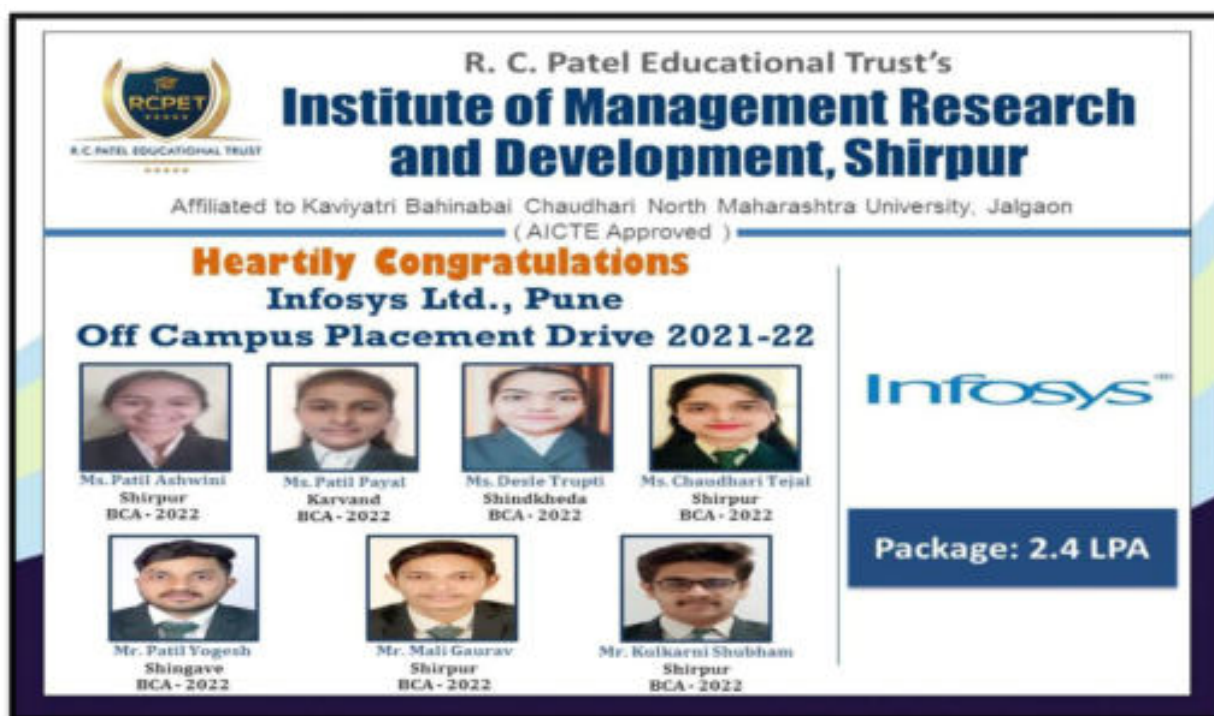 RCPET
R. C. PATEL EDUCATIONAL TRUST
R. C. Patel Educational Trust's
Institute of Management Research
and Development, Shirpur
Affiliated to Kaviyatri Bahinabai Chaudhari North Maharashtra University, Jalgaon
( AICTE Approved )
Heartily Congratulations
Infosys Ltd., Pune
Off Campus Placement Drive 2021-22
Infosys
Ms. Patil Ashwini
Shirpur
BCA - 2022
Ms. Patil Payal
Karvand
BCA - 2022
Ms. Desle Trupti
Shindkheda
BCA - 2022
Ms. Chaudhari Tejal
Shirpur
BCA - 2022
Package: 2.4 LPA
Mr. Patil Yogesh
Shingave
BCA - 2022
Mr. Mali Gaurav
Shirpur
BCA - 2022
Mr. Kulkarni Shubham
Shirpur
BCA - 2022